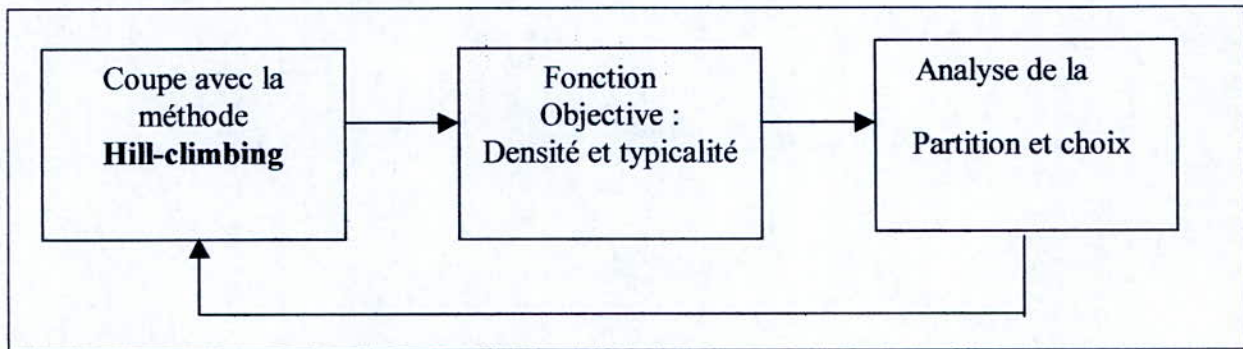 Coupe avec la
méthode
Hill-climbing
Fonction
Objective :
Densité et typicalité
Analyse de la
Partition et choix